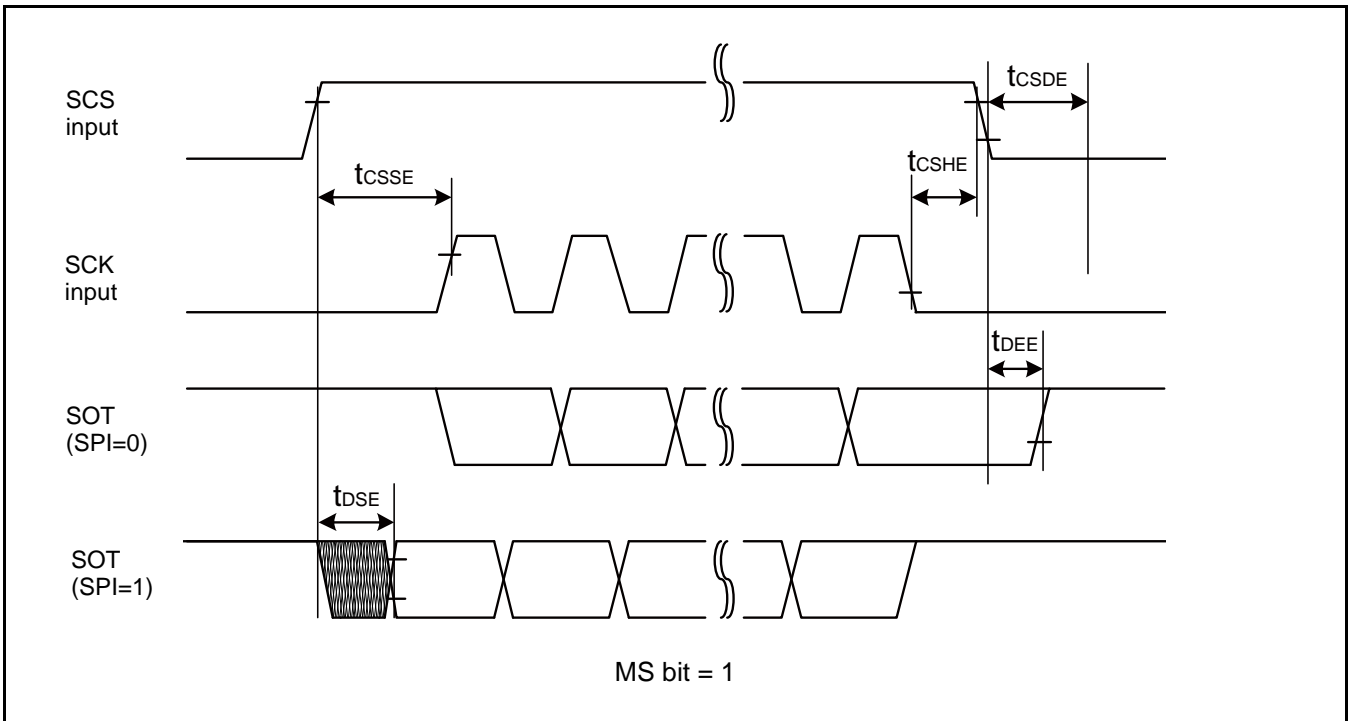 SCS
input
tCSDE
tCSHE
tCSSE
SCK
input
tDEE
SOT
(SPI=0)
tDSE
SOT
(SPI=1)
MS bit = 1